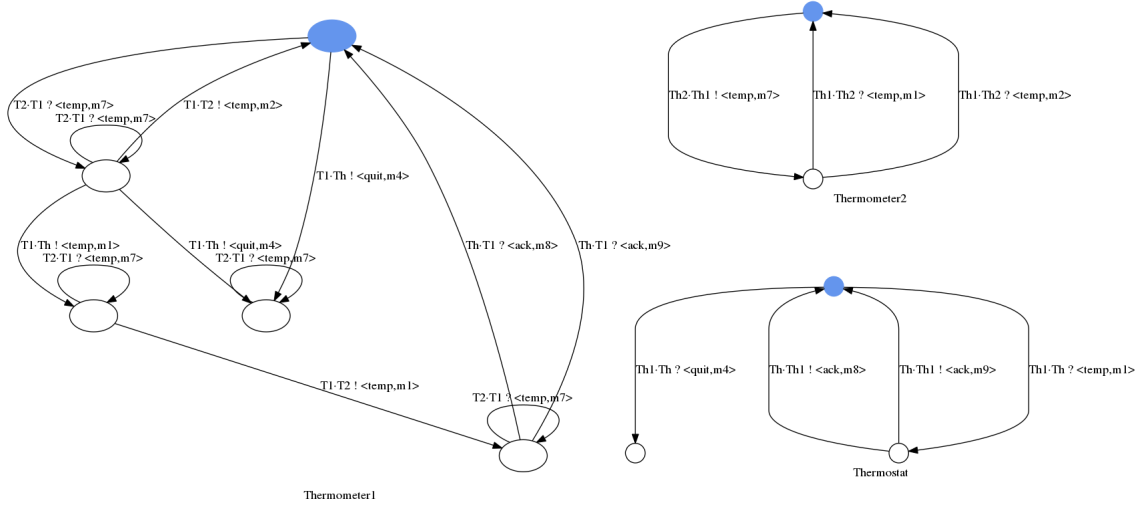 T2·T1 ? <temp,m7>
T2·T1 ? <temp,m7>
T1·T2 ! <temp,m2>
T1·Th ! <quit,m4>
T1·Th ! <temp,m1>
T2·T1 ? <temp,m7>
T1·Th ! <quit,m4>
T2·T1 ? <temp,m7>
Th·T1 ? <ack,m8>
Th·T1 ? <ack,m9>
T1·T2 ! <temp,m1>
T2·T1 ? <temp,m7>
Thermometer1
Th2·Th1 ! <temp,m7>
Th1·Th2 ? <temp,m1>
Th1·Th2 ? <temp,m2>
Thermometer2
Th1·Th ? <quit,m4>
Th·Th1 ! <ack,m8>
Th·Th1 ! <ack,m9>
Th1·Th ? <temp,m1>
Thermostat